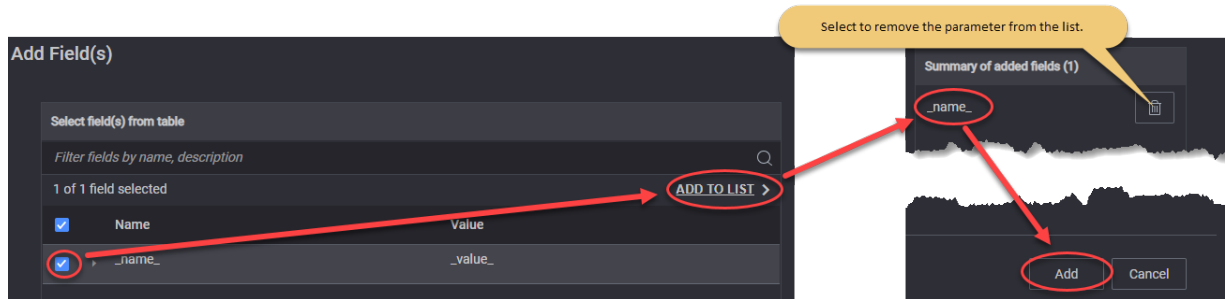 Select to remove the parameter from the list.
Add Field(s)
Summary of added fields (1)
_name_
Select field(s) from table
Filter fields by name, description
1 of 1 field selected
ADD TO LIST >
Name Value
_name_ _value_
Add Cancel